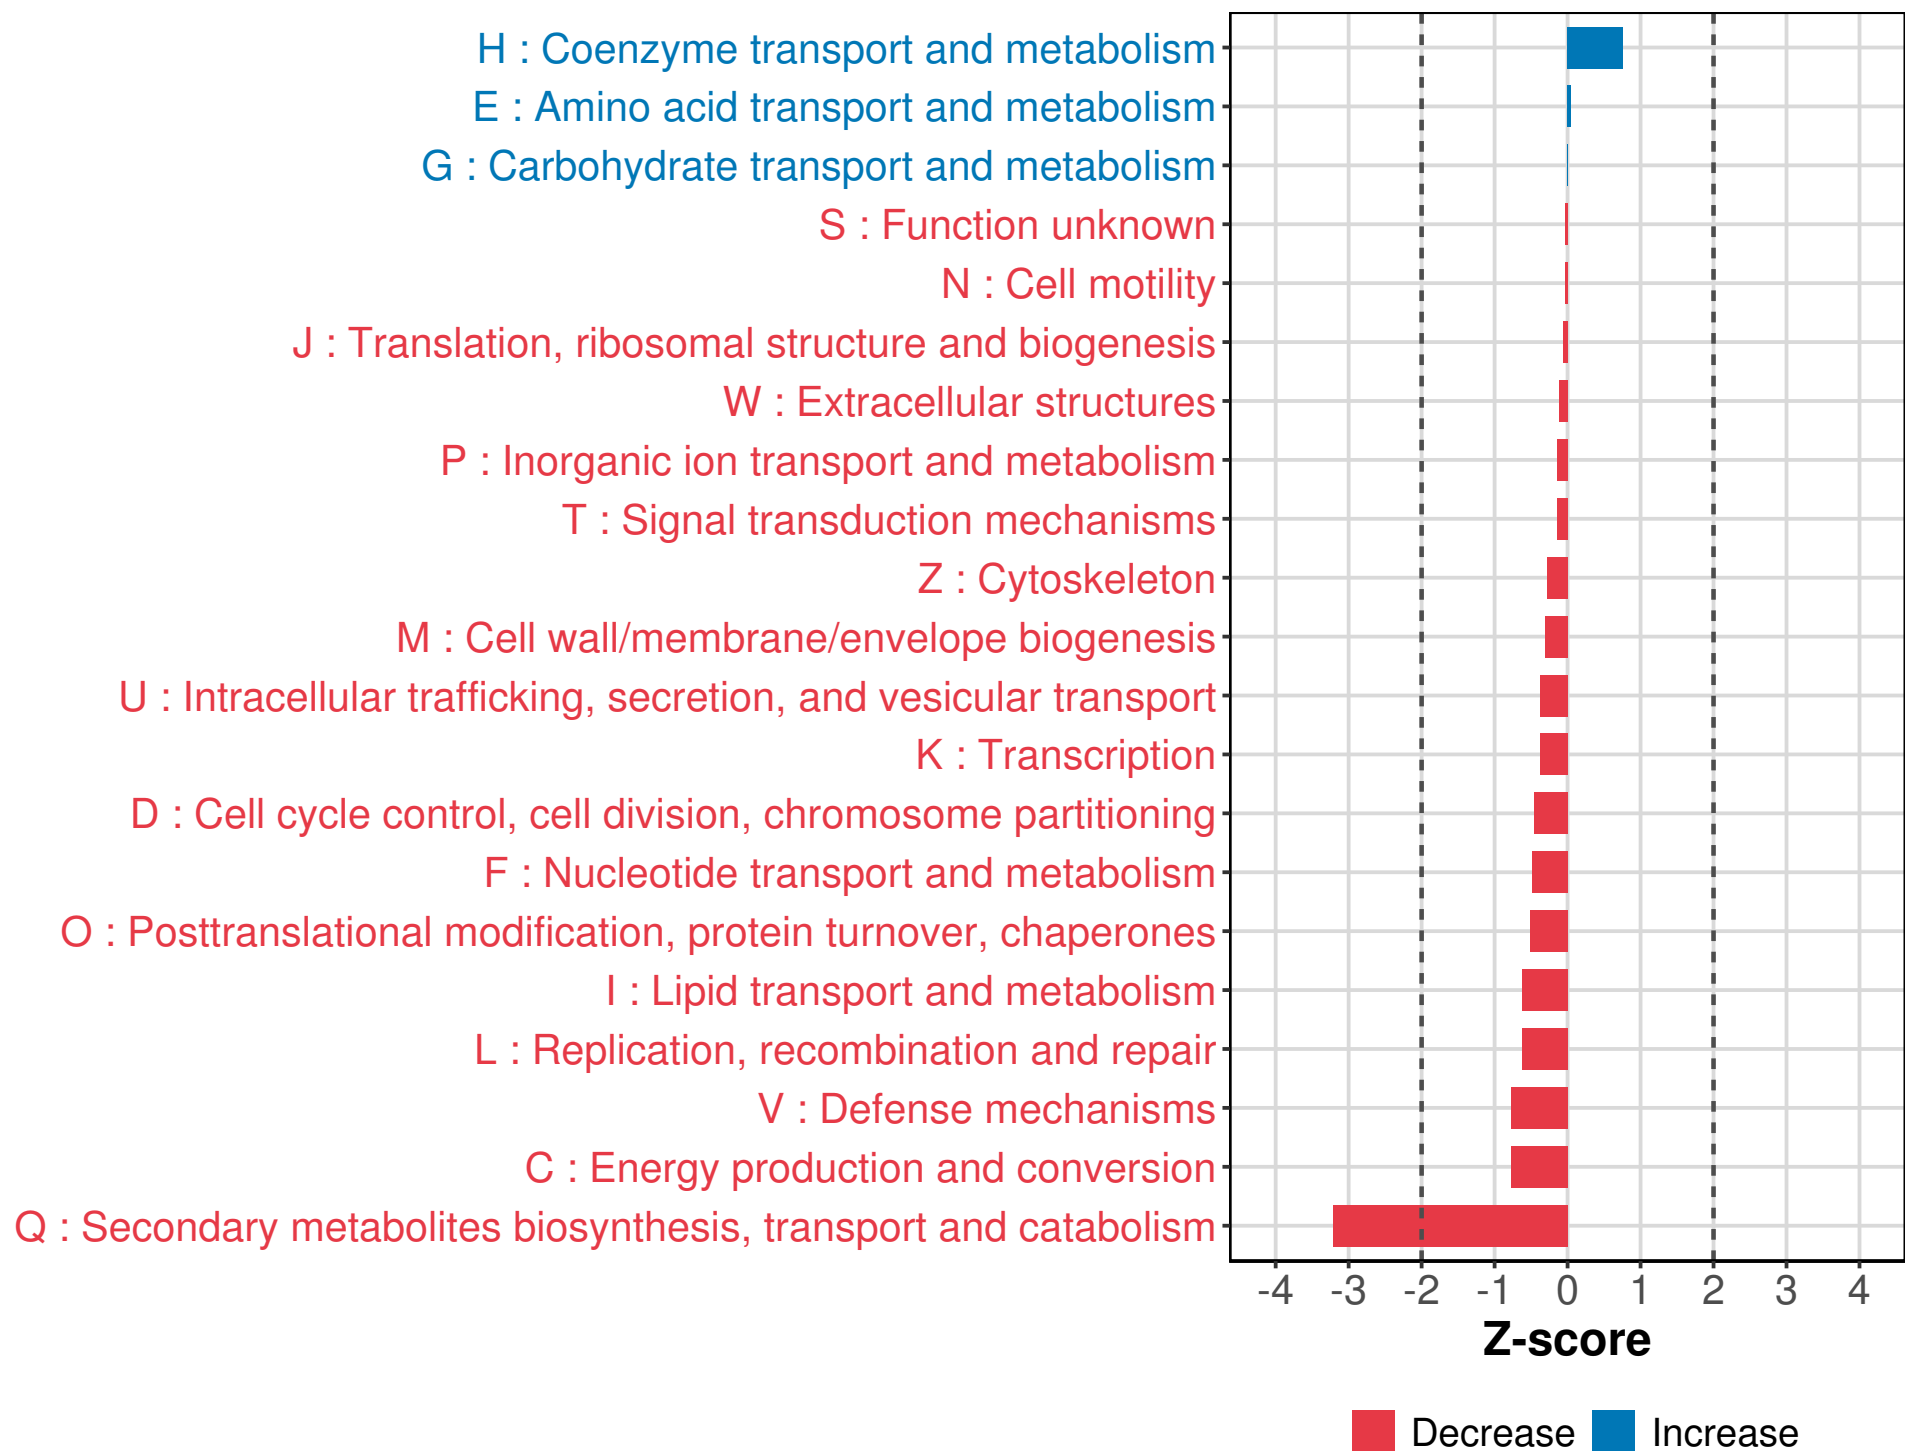 H : Coenzyme transport and metabolism
E : Amino acid transport and metabolism
G : Carbohydrate transport and metabolism
S : Function unknown
N : Cell motility
J : Translation, ribosomal structure and biogenesis
W : Extracellular structures
P : Inorganic ion transport and metabolism
T : Signal transduction mechanisms
Z : Cytoskeleton
M : Cell wall/membrane/envelope biogenesis
U : Intracellular trafficking, secretion, and vesicular transport
K : Transcription
D : Cell cycle control, cell division, chromosome partitioning
F : Nucleotide transport and metabolism
O : Posttranslational modification, protein turnover, chaperones
I : Lipid transport and metabolism
L : Replication, recombination and repair
V : Defense mechanisms
C : Energy production and conversion
Q : Secondary metabolites biosynthesis, transport and catabolism
-4 -3 -2 -1 0 1 2 3 4
Z-score
Decrease Increase